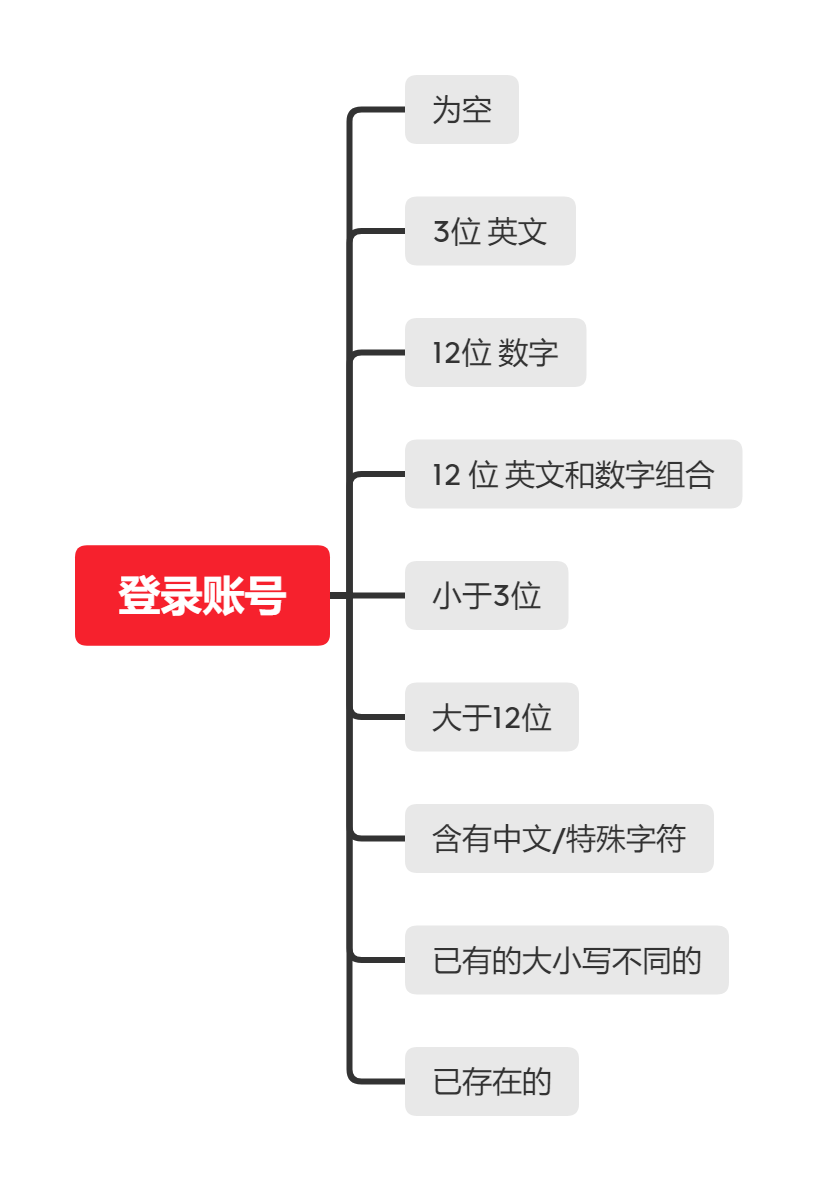 为空
3位 英文
12位 数字
12 位 英文和数字组合
登录账号
小于3位
大于12位
含有中文/特殊字符
已有的大小写不同的
已存在的